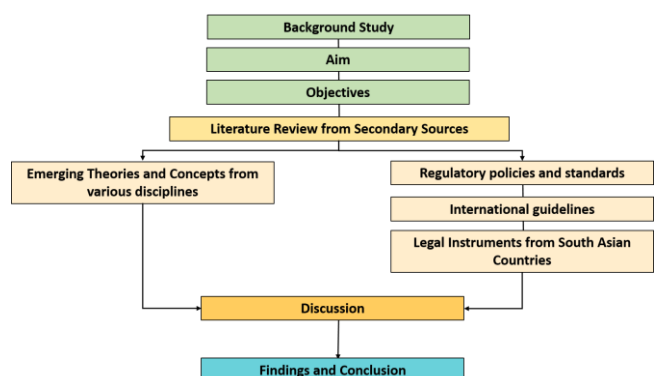 Background Study
Aim
Objectives
Literature Review from Secondary Sources
Emerging Theories and Concepts from
various disciplines
Regulatory policies and standards
International guidelines
Legal Instruments from South Asian
Countries
Discussion
Findings and Conclusion